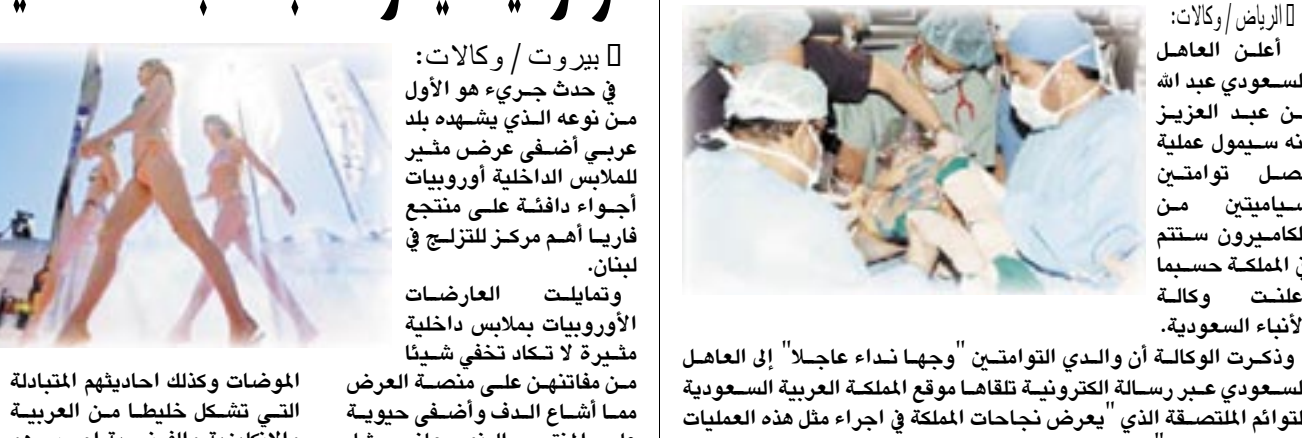 الرياض / وكالات:
أعلن العاهل
السعودي عبد الله
بن عبد العزيز
أنه سيمول عملية
فصل توامتين
سياميتين من
الكاميرون ستتم
في المملكة حسبما
أعلنت وكالة
الأنباء السعودية.
وذكرت الوكالة أن والدي التوامتين "وجها نداء عاجلا" إلى العاهل
السعودي عبر رسالة الكترونية تلقاها موقع المملكة العربية السعودية
للتوائم الملتصقة الذي "يعرض نجاحات المملكة في اجراء مثل هذه العمليات
بيروت / وكالات:
في حدث جريء هو الأول
من نوعه الذي يشهده بلد
عربي أضفى عرض مثير
للملابس الداخلية أوروبيات
أجواء دافئة على منتجع
فاريا أهم مركز للتزلج في
لبنان.
وتمايلت العارضات
الأوروبيات بملابس داخلية
مثيرة لا تكاد تخفي شيئا
من مفاتنهن على منصة العرض
مما أشاع الدفء وأضفى حيوية
الموضات وكذلك احاديثهم المتبادلة
التي تشكل خليطا من العربية